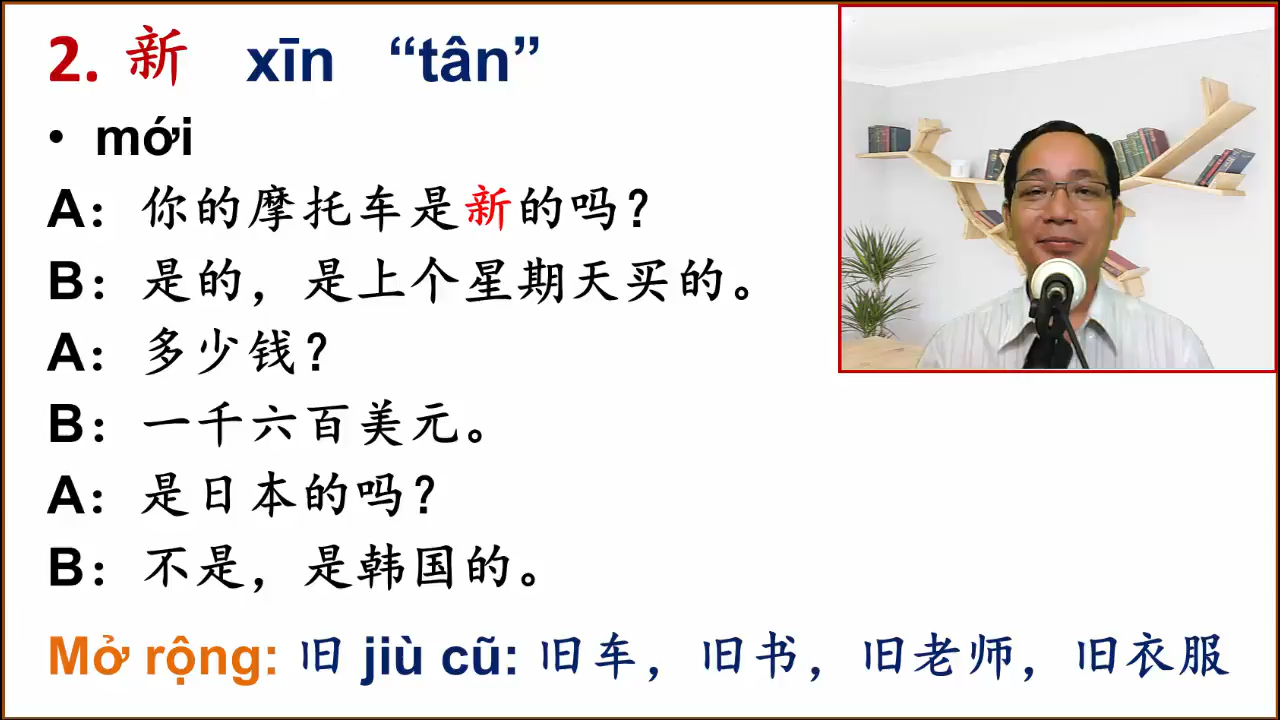 2. 新 xīn “tân”
• mới
A：你的摩托车是新的吗？
B：是的，是上个星期天买的。
A：多少钱？
B：一千六百美元。
A：是日本的吗？
B：不是，是韩国的。
Mở rộng: 旧 jiù cũ: 旧车，旧书，旧老师，旧衣服